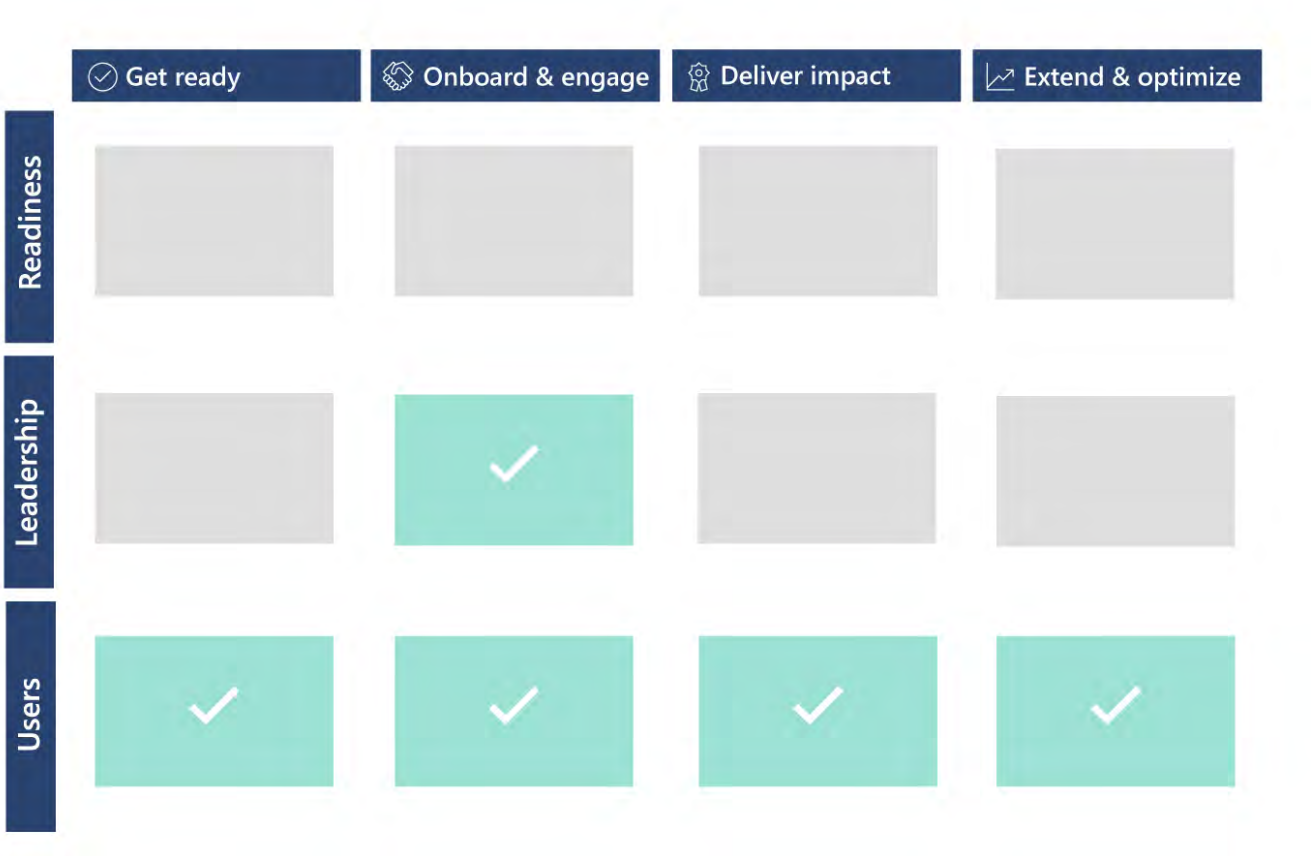 Get ready
Onboard & engage
Deliver impact
Extend & optimize
Readiness
Leadership
Users